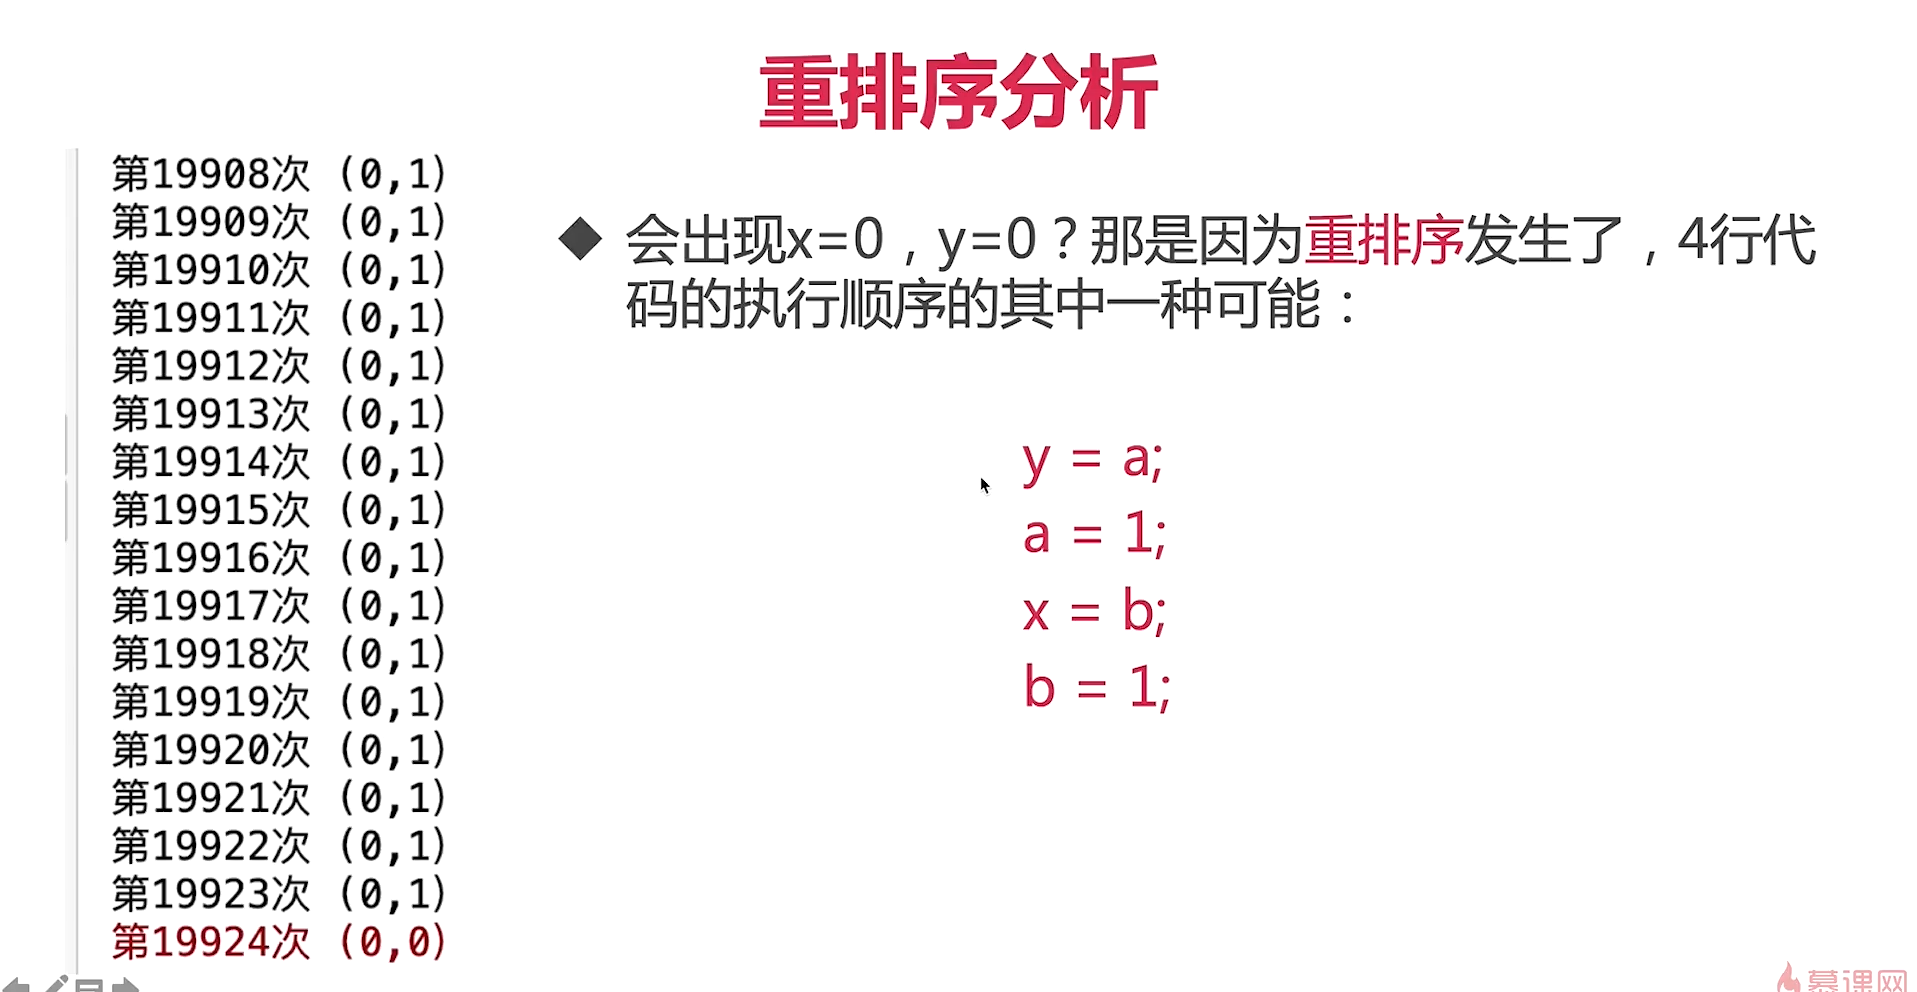 重排序分析
第19908次 (0,1)
第19909次 (0,1)
第19910次 (0,1)
第19911次 (0,1)
第19912次 (0,1)
第19913次 (0,1)
第19914次 (0,1)
第19915次 (0,1)
第19916次 (0,1)
第19917次 (0,1)
第19918次 (0,1)
第19919次 (0,1)
第19920次 (0,1)
第19921次 (0,1)
第19922次 (0,1)
第19923次 (0,1)
第19924次 (0,0)
会出现x=0，y=0？那是因为重排序发生了，4行代
码的执行顺序的其中一种可能：
y = a;
a = 1;
x = b;
b = 1;
慕课网